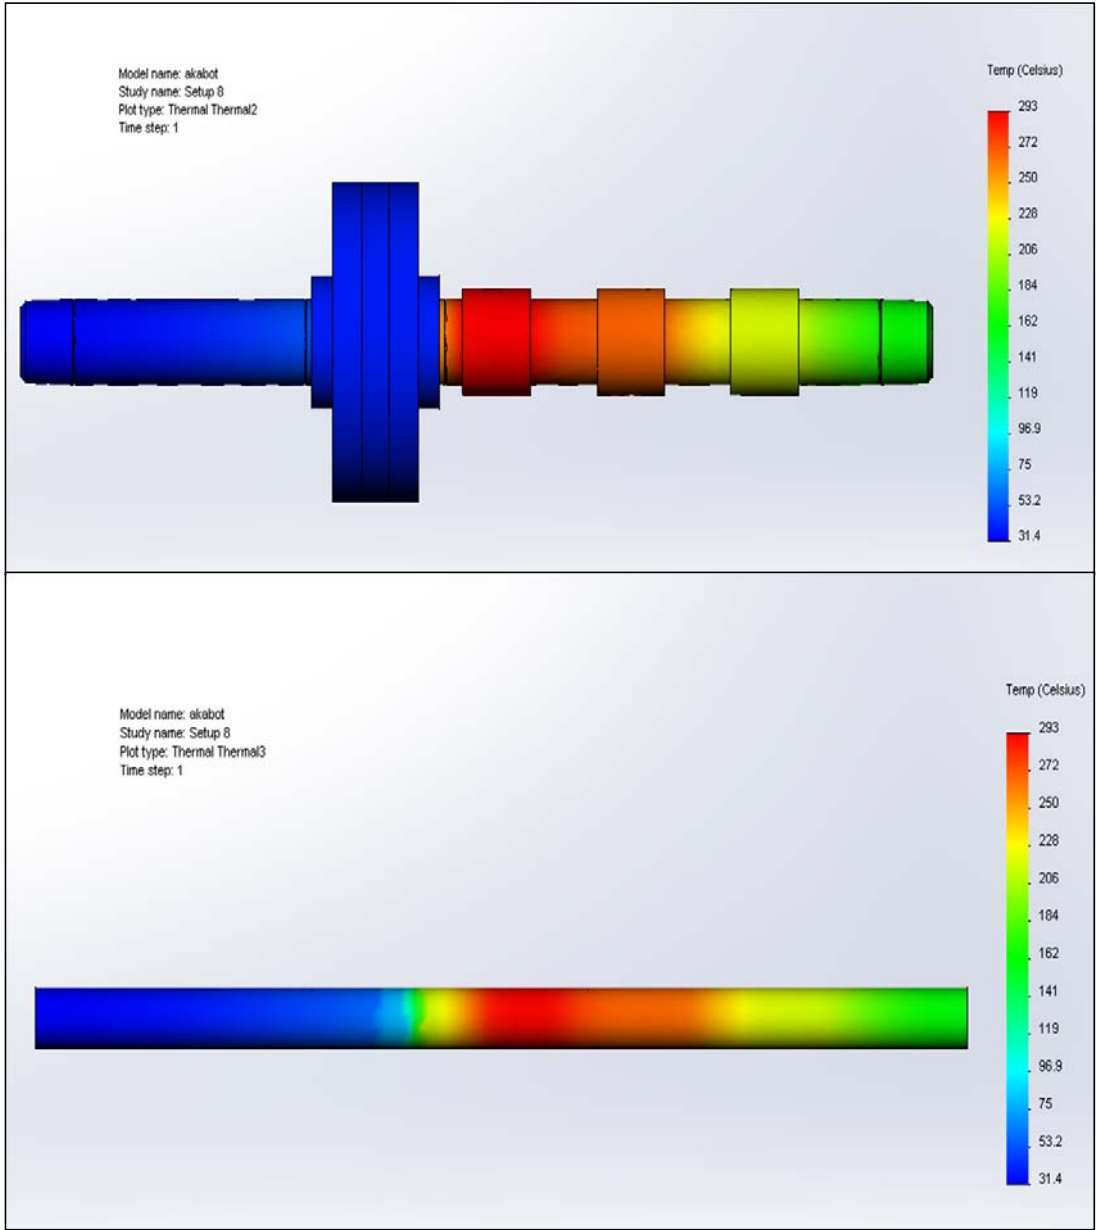 Model name: akabot
Study name: Setup 8
Plot type: Thermal Thermal2
Time step: 1
Temp (Celsius)
293
272
250
228
206
184
162
141
119
96.9
75
53.2
31.4
Model name: akabot
Study name: Setup 8
Plot type: Thermal Thermal3
Time step: 1
Temp (Celsius)
293
272
250
228
206
184
162
141
119
96.9
75
53.2
31.4